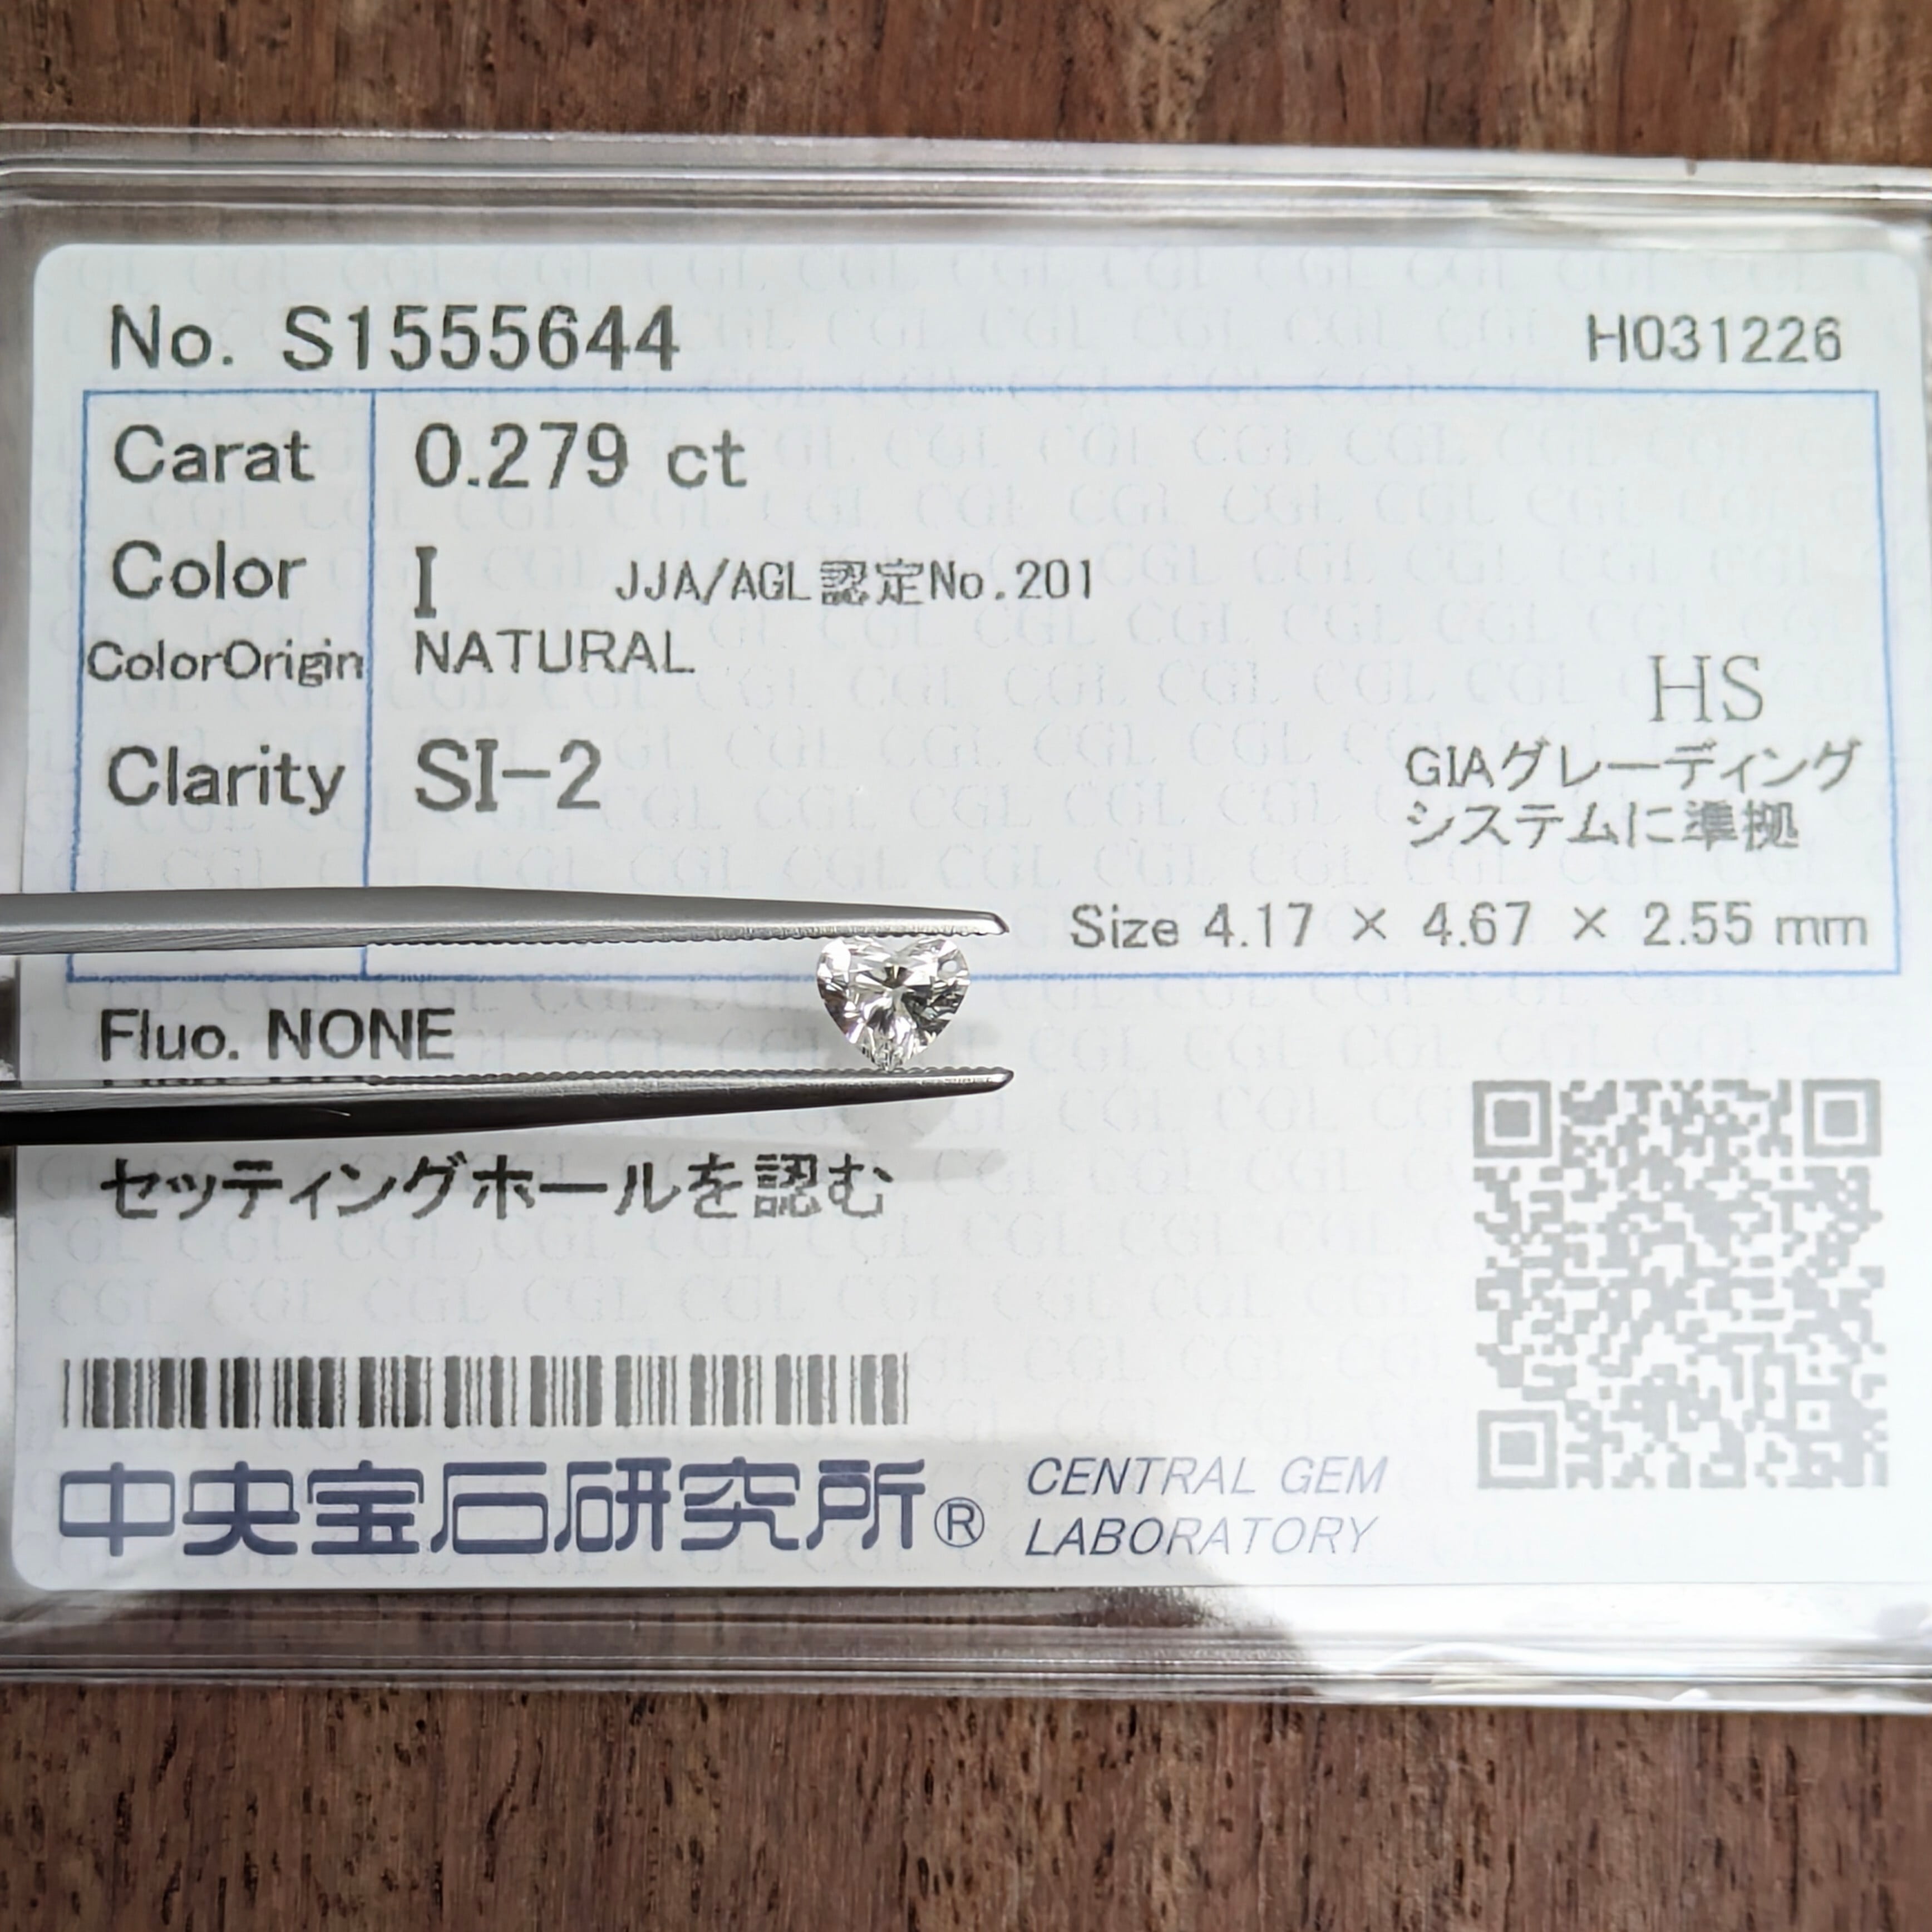 No. S1555644 H031226
Carat 0.279 ct
Color I JJA/AGL認定No.201
ColorOrigin NATURAL
HS
Clarity SI-2
GIAグレーディング
システムに準拠
Size 4.17 × 4.67 × 2.55 mm
Fluo. NONE
セッティングホールを認む
中央宝石研究所® CENTRAL GEM
LABORATORY